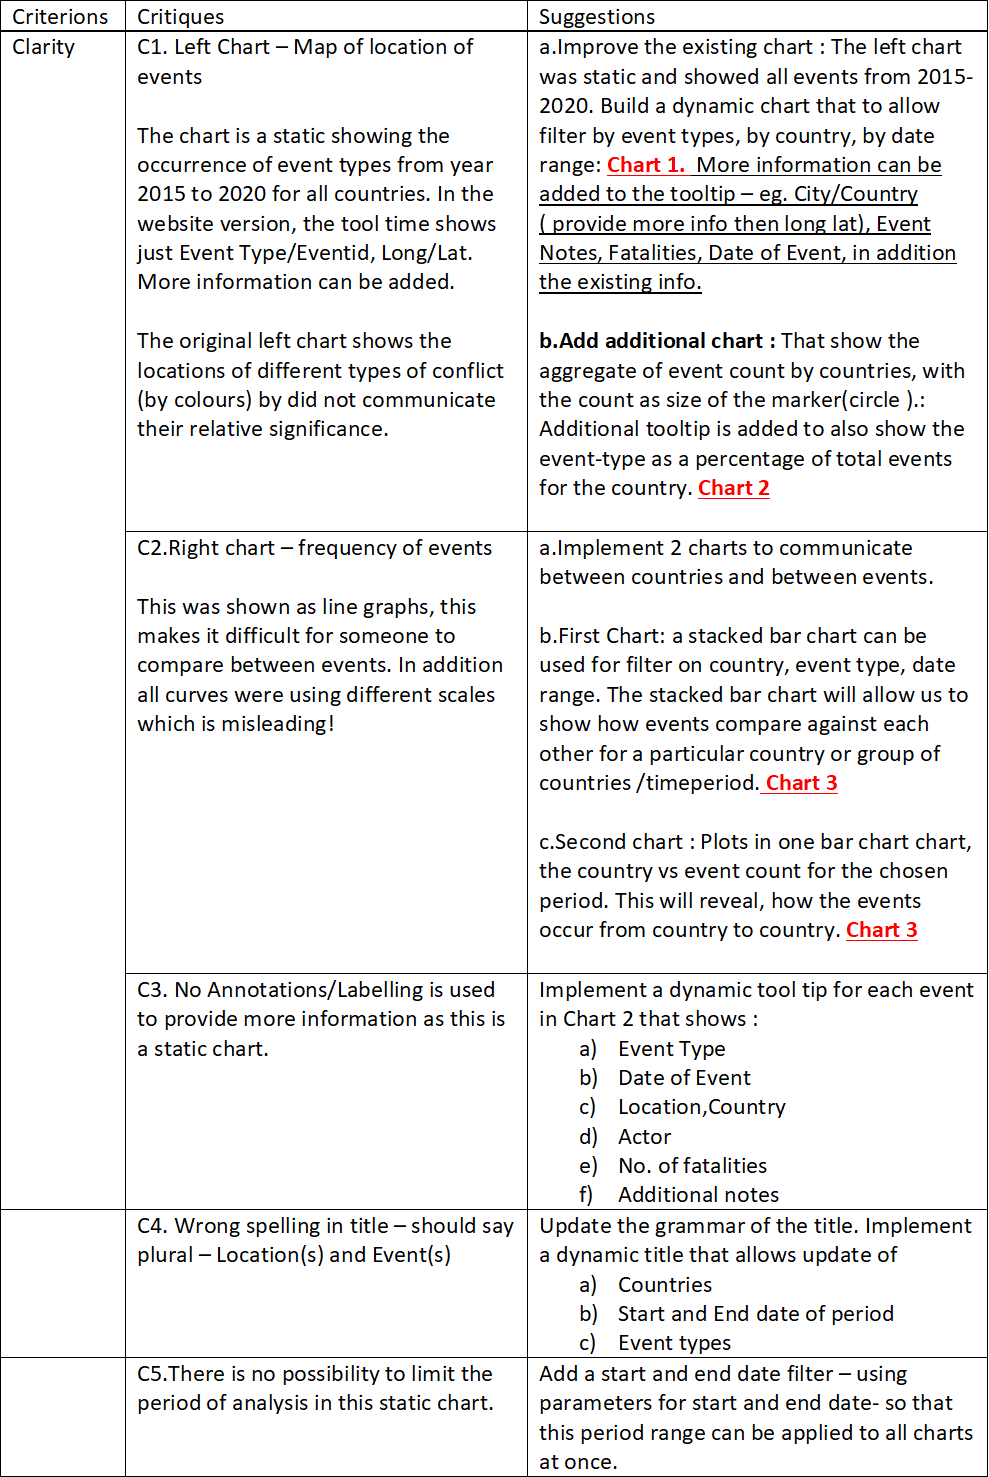 Criterions
Critiques
Suggestions
Clarity
C1. Left Chart – Map of location of
events
The chart is a static showing the
occurrence of event types from year
2015 to 2020 for all countries. In the
website version, the tool time shows
just Event Type/Eventid, Long/Lat.
More information can be added.
The original left chart shows the
locations of different types of conflict
(by colours) by did not communicate
their relative significance.
a.Improve the existing chart : The left chart
was static and showed all events from 2015-
2020. Build a dynamic chart that to allow
filter by event types, by country, by date
range: Chart 1.  More information can be
added to the tooltip – eg. City/Country
( provide more info then long lat), Event
Notes, Fatalities, Date of Event, in addition
the existing info.
b.Add additional chart : That show the
aggregate of event count by countries, with
the count as size of the marker(circle ).:
Additional tooltip is added to also show the
event-type as a percentage of total events
for the country. Chart 2
C2.Right chart – frequency of events
This was shown as line graphs, this
makes it difficult for someone to
compare between events. In addition
all curves were using different scales
which is misleading!
a.Implement 2 charts to communicate
between countries and between events.
b.First Chart: a stacked bar chart can be
used for filter on country, event type, date
range. The stacked bar chart will allow us to
show how events compare against each
other for a particular country or group of
countries /timeperiod. Chart 3
c.Second chart : Plots in one bar chart chart,
the country vs event count for the chosen
period. This will reveal, how the events
occur from country to country. Chart 3
C3. No Annotations/Labelling is used
to provide more information as this is
a static chart.
Implement a dynamic tool tip for each event
in Chart 2 that shows :
a) Event Type
b) Date of Event
c) Location,Country
d) Actor
e) No. of fatalities
f) Additional notes
C4. Wrong spelling in title – should say
plural – Location(s) and Event(s)
Update the grammar of the title. Implement
a dynamic title that allows update of
a) Countries
b) Start and End date of period
c) Event types
C5.There is no possibility to limit the
period of analysis in this static chart.
Add a start and end date filter – using
parameters for start and end date- so that
this period range can be applied to all charts
at once.